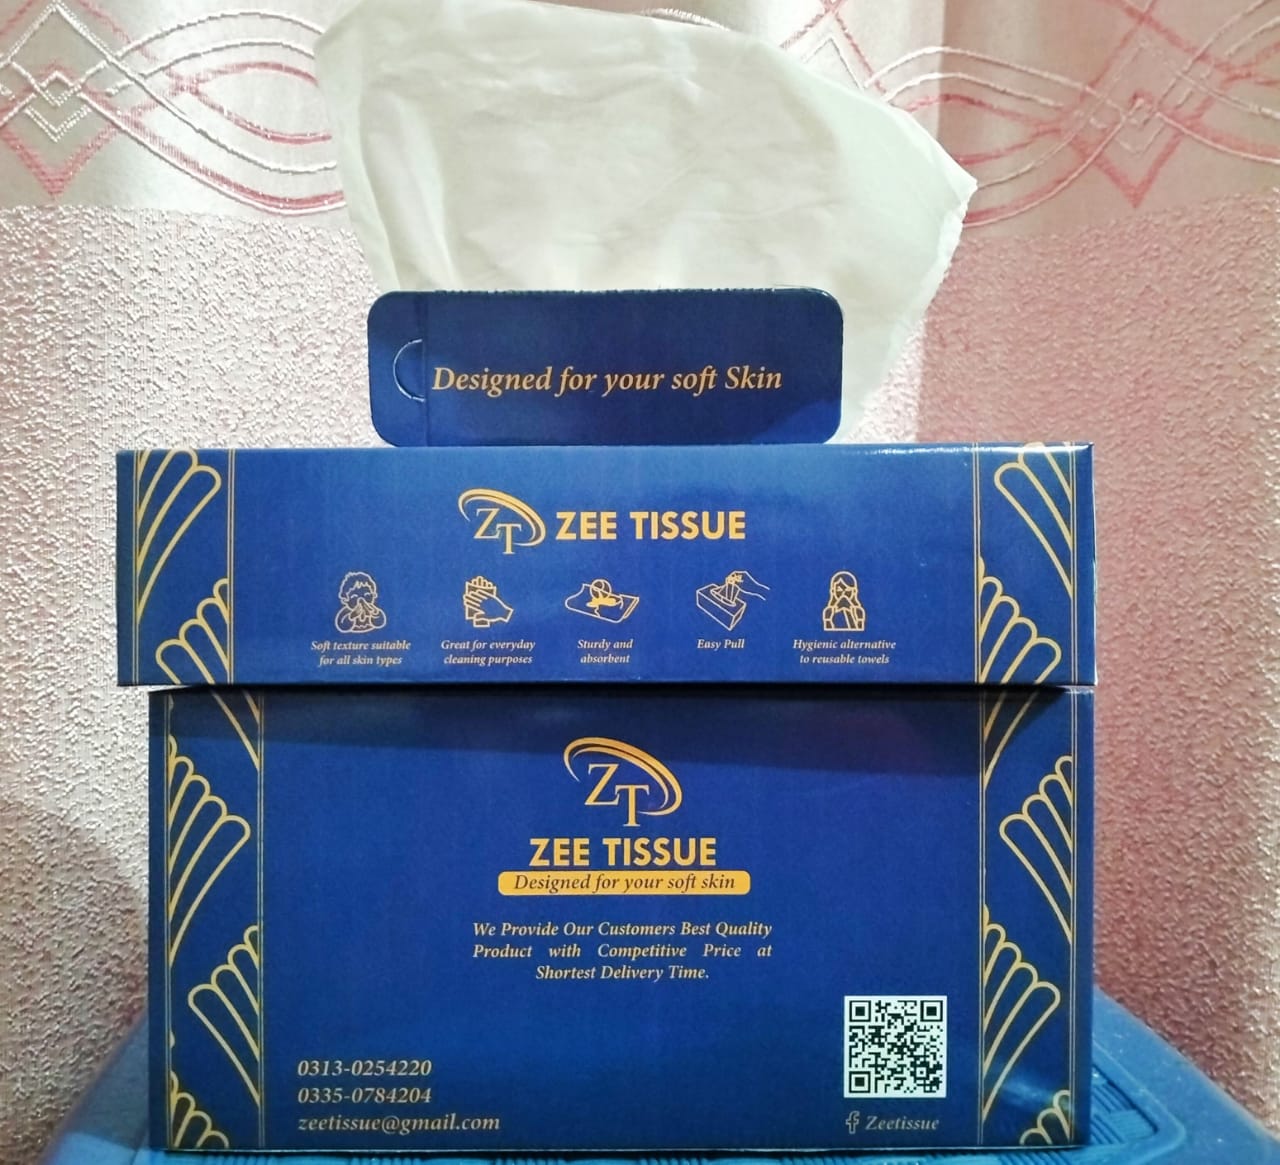 Designed for your soft Skin
ZT ZEE TISSUE
Soft texture suitable
for all skin types
Great for everyday
cleaning purposes
Sturdy and
absorbent
Easy Pull
Hygienic alternative
to reusable towels
ZT
ZEE TISSUE
Designed for your soft skin
We Provide Our Customers Best Quality
Product with Competitive Price at
Shortest Delivery Time.
0313-0254220
0335-0784204
zeetissue@gmail.com
f Zeetissue